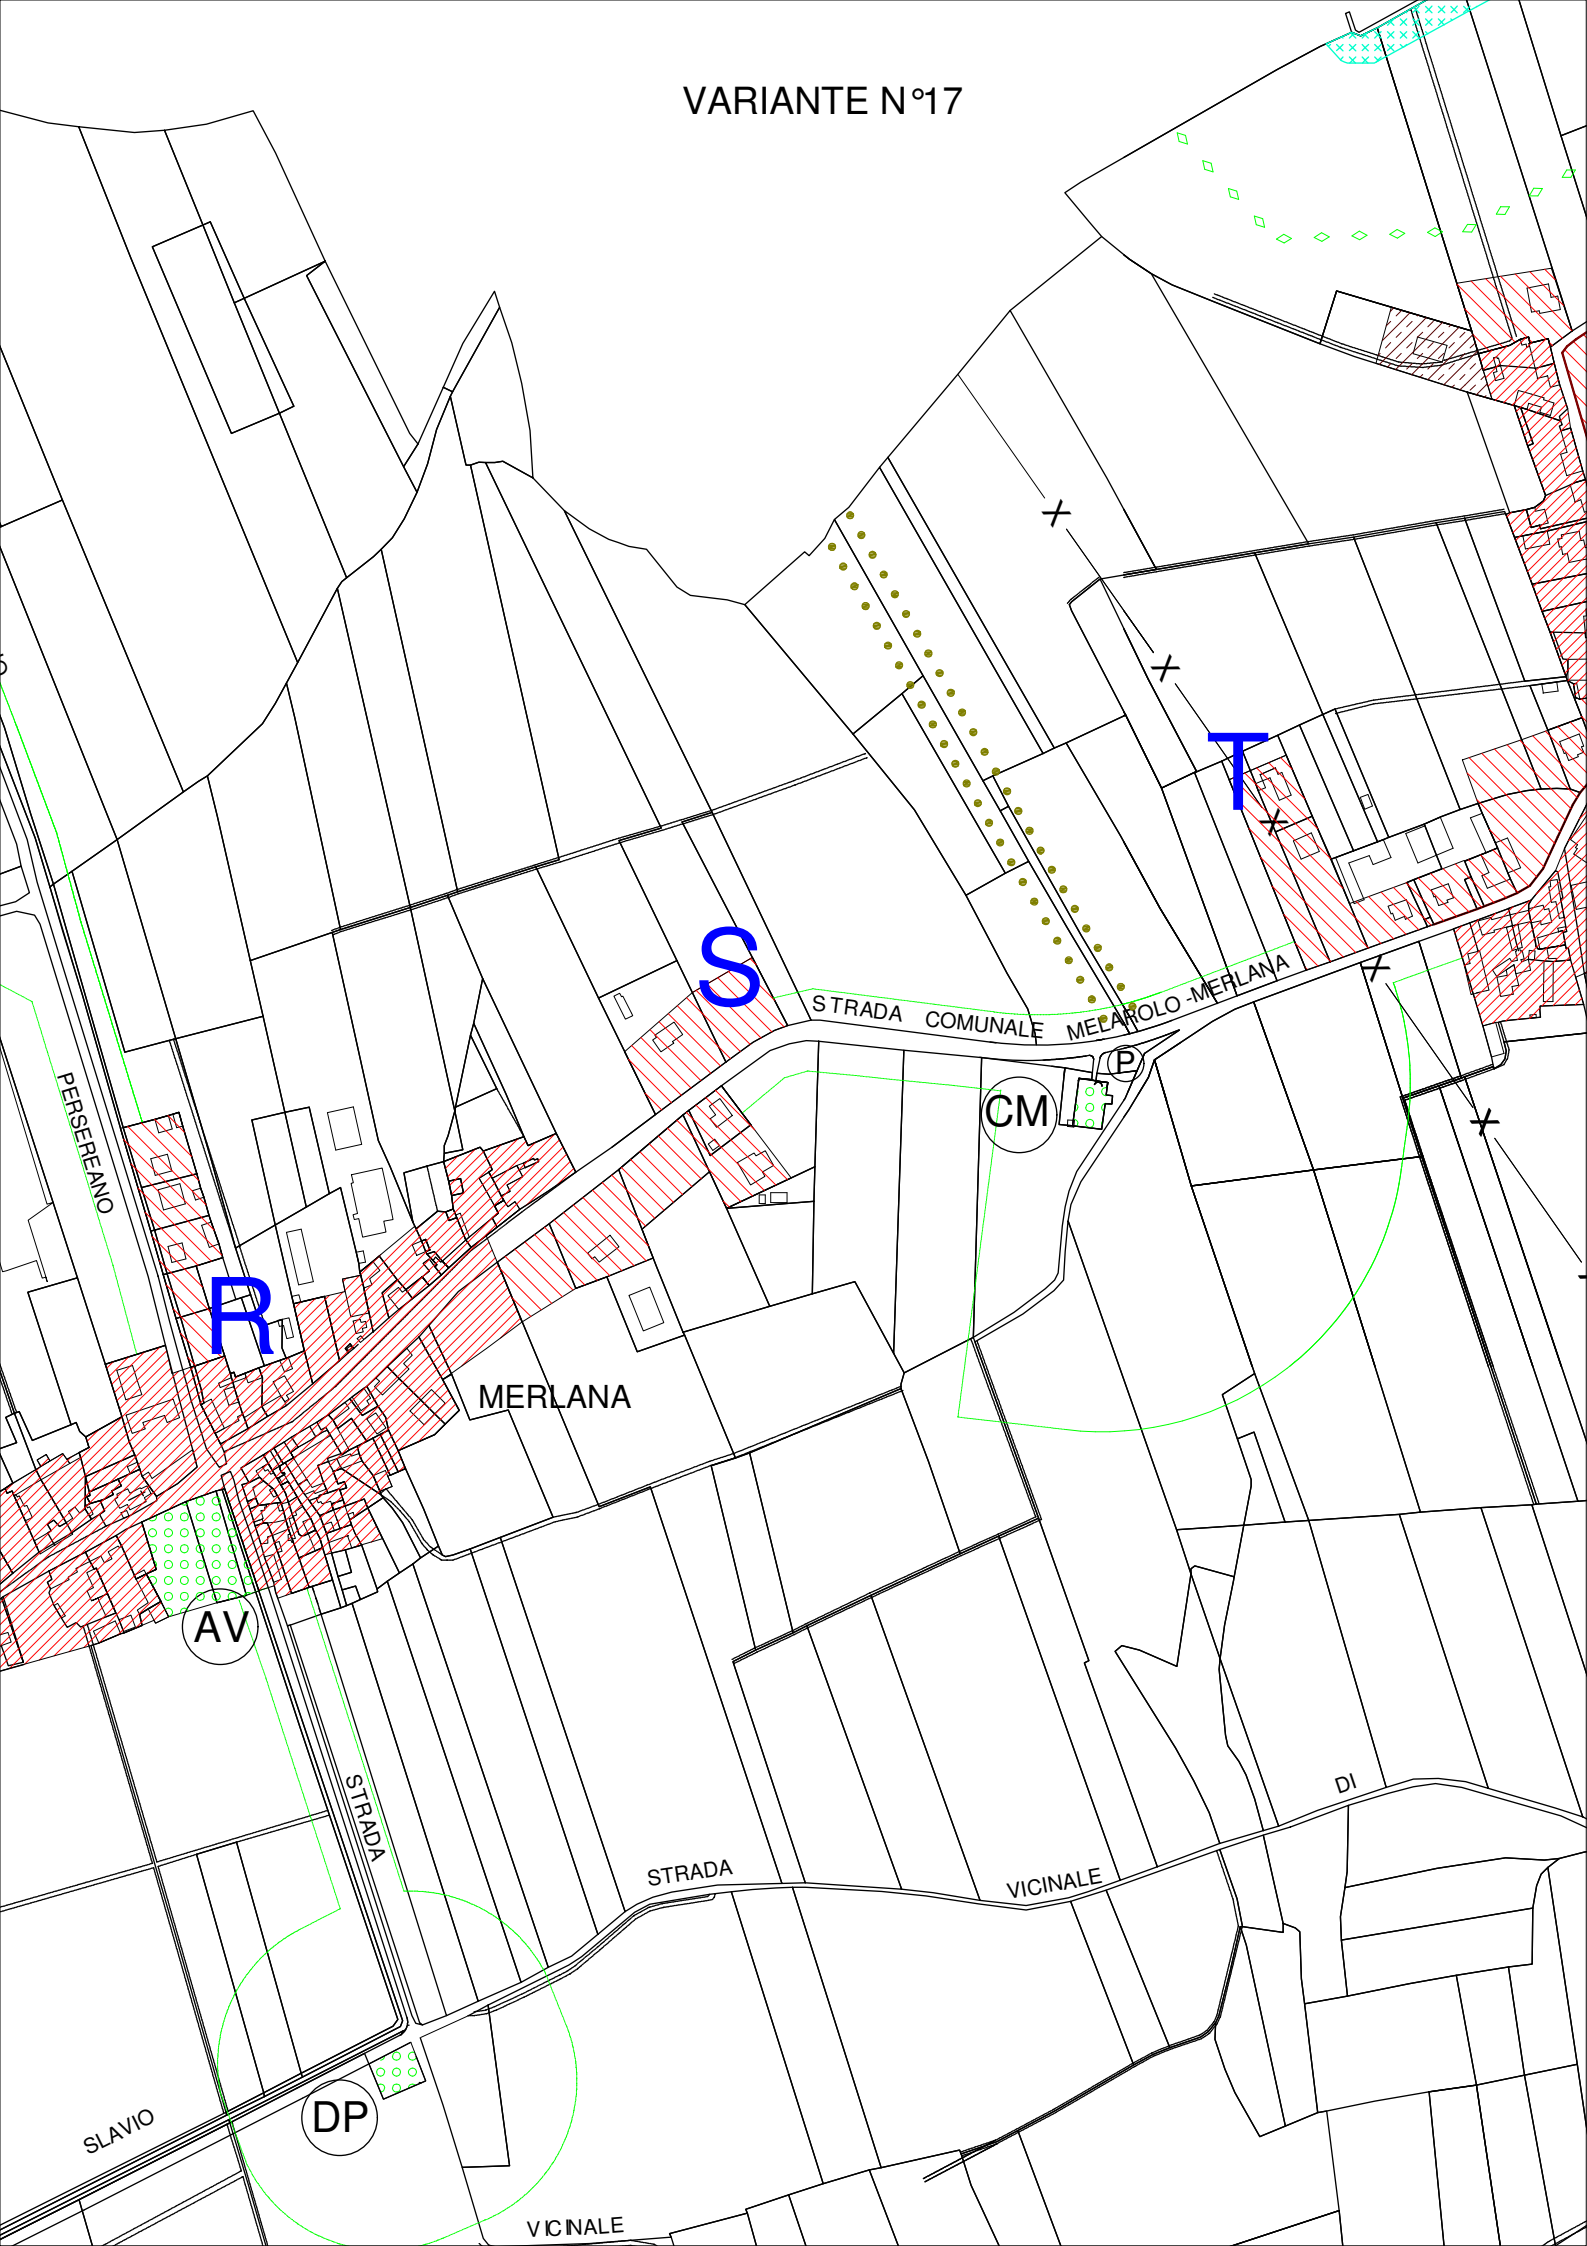 VARIANTE N°17
T
S
STRADA COMUNALE MELAROLO -MERLANA
P
CM
PERSEREANO
R
MERLANA
AV
STRADA
DI
STRADA
VICINALE
DP
SLAVIO
VICINALE